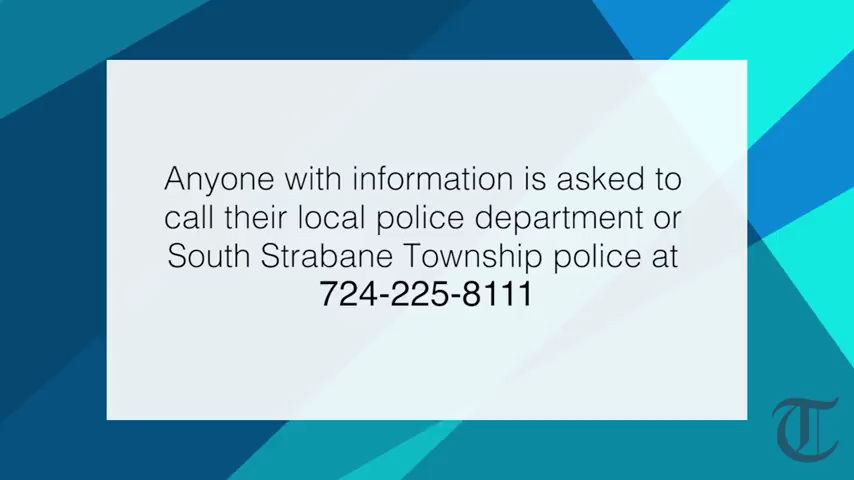 Anyone with information is asked to
call their local police department or
South Strabane Township police at
724-225-8111
T